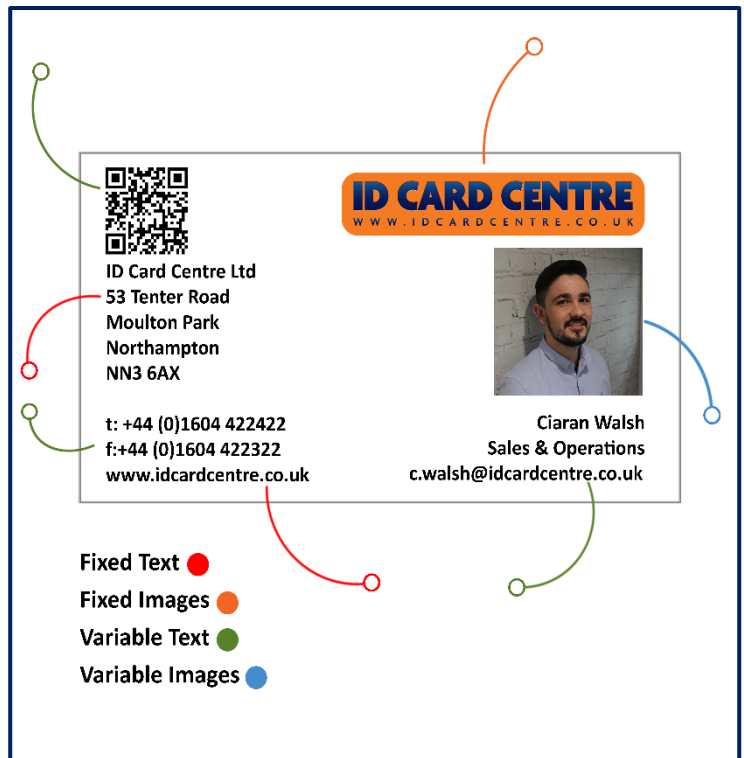 ID CARD CENTRE
WWW.IDCARDCENTRE.CO.UK
ID Card Centre Ltd
53 Tenter Road
Moulton Park
Northampton
NN3 6AX
t: +44 (0)1604 422422
f:+44 (0)1604 422322
www.idcardcentre.co.uk
Ciaran Walsh
Sales & Operations
c.walsh@idcardcentre.co.uk
Fixed Text
Fixed Images
Variable Text
Variable Images